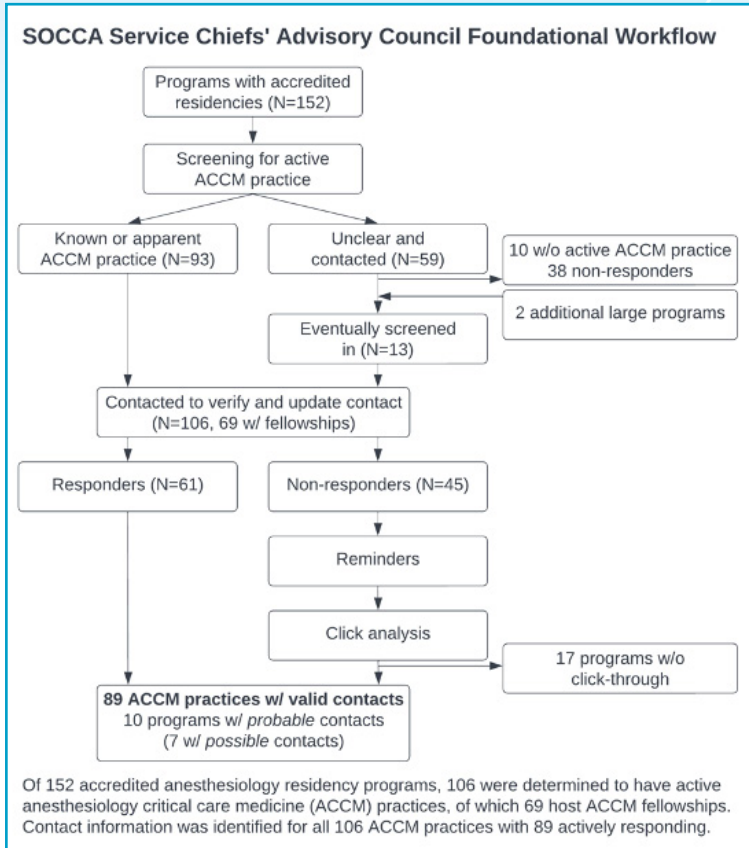 SOCCA Service Chiefs' Advisory Council Foundational Workflow
Programs with accredited
residencies (N=152)
Screening for active
ACCM practice
Known or apparent
ACCM practice (N=93)
Unclear and
contacted (N=59)
10 w/o active ACCM practice
38 non-responders
2 additional large programs
Eventually screened
in (N=13)
Contacted to verify and update contact
(N=106, 69 w/ fellowships)
Responders (N=61)
Non-responders (N=45)
Reminders
Click analysis
17 programs w/o
click-through
89 ACCM practices w/ valid contacts
10 programs w/ probable contacts
(7 w/ possible contacts)
Of 152 accredited anesthesiology residency programs, 106 were determined to have active
anesthesiology critical care medicine (ACCM) practices, of which 69 host ACCM fellowships.
Contact information was identified for all 106 ACCM practices with 89 actively responding.